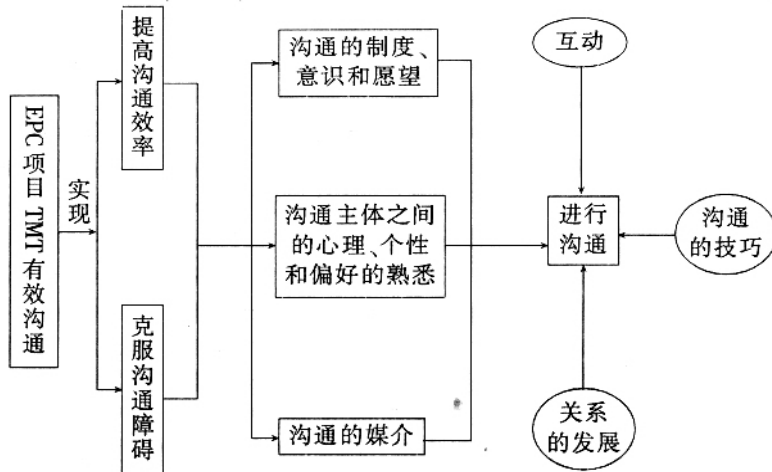 EPC项目TMT有效沟通
实现
提高沟通效率
克服沟通障碍
沟通的制度、
意识和愿望
沟通主体之间
的心理、个性
和偏好的熟悉
沟通的媒介
互动
进行
沟通
沟通
的技巧
关系
的发展